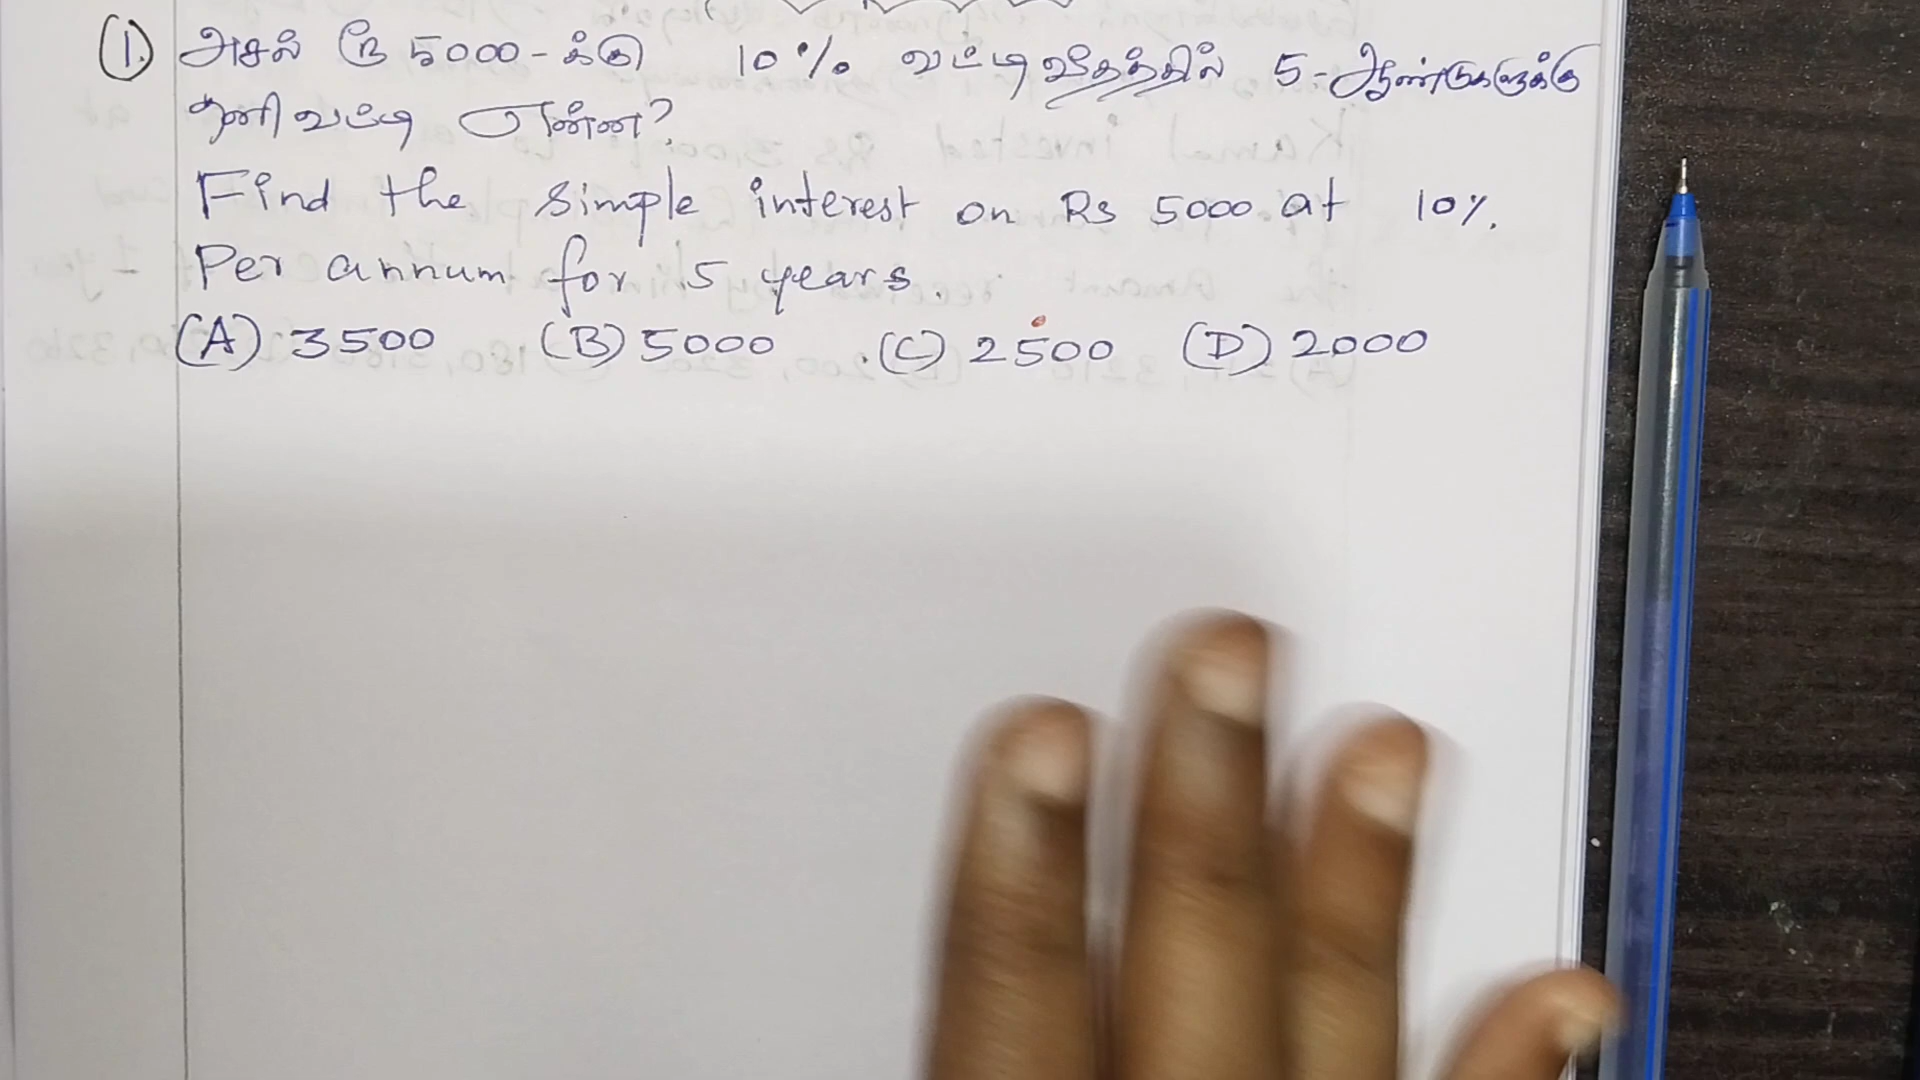 1. அசல் ரூ 5000-க்கு 10% வட்டி வீதத்தில் 5-ஆண்டுகளுக்கு
தனி வட்டி என்ன?
Find the simple interest on Rs 5000 at 10%.
Per annum for 5 years.
(A) 3500 (B) 5000 (C) 2500 (D) 2000